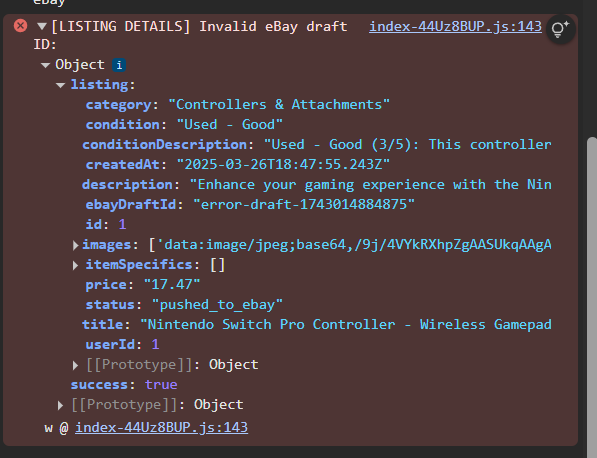 ebay
[LISTING DETAILS] Invalid eBay draft index-44Uz8BUP.js:143
ID:
Object i
listing:
category: "Controllers & Attachments"
condition: "Used - Good"
conditionDescription: "Used - Good (3/5): This controller
createdAt: "2025-03-26T18:47:55.243Z"
description: "Enhance your gaming experience with the Nin
ebayDraftId: "error-draft-1743014884875"
id: 1
images: ['data:image/jpeg;base64,/9j/4VYkRXhpZgAASUkqAAgA
itemSpecifics: []
price: "17.47"
status: "pushed_to_ebay"
title: "Nintendo Switch Pro Controller - Wireless Gamepad
userId: 1
[[Prototype]]: Object
success: true
[[Prototype]]: Object
w @ index-44Uz8BUP.js:143